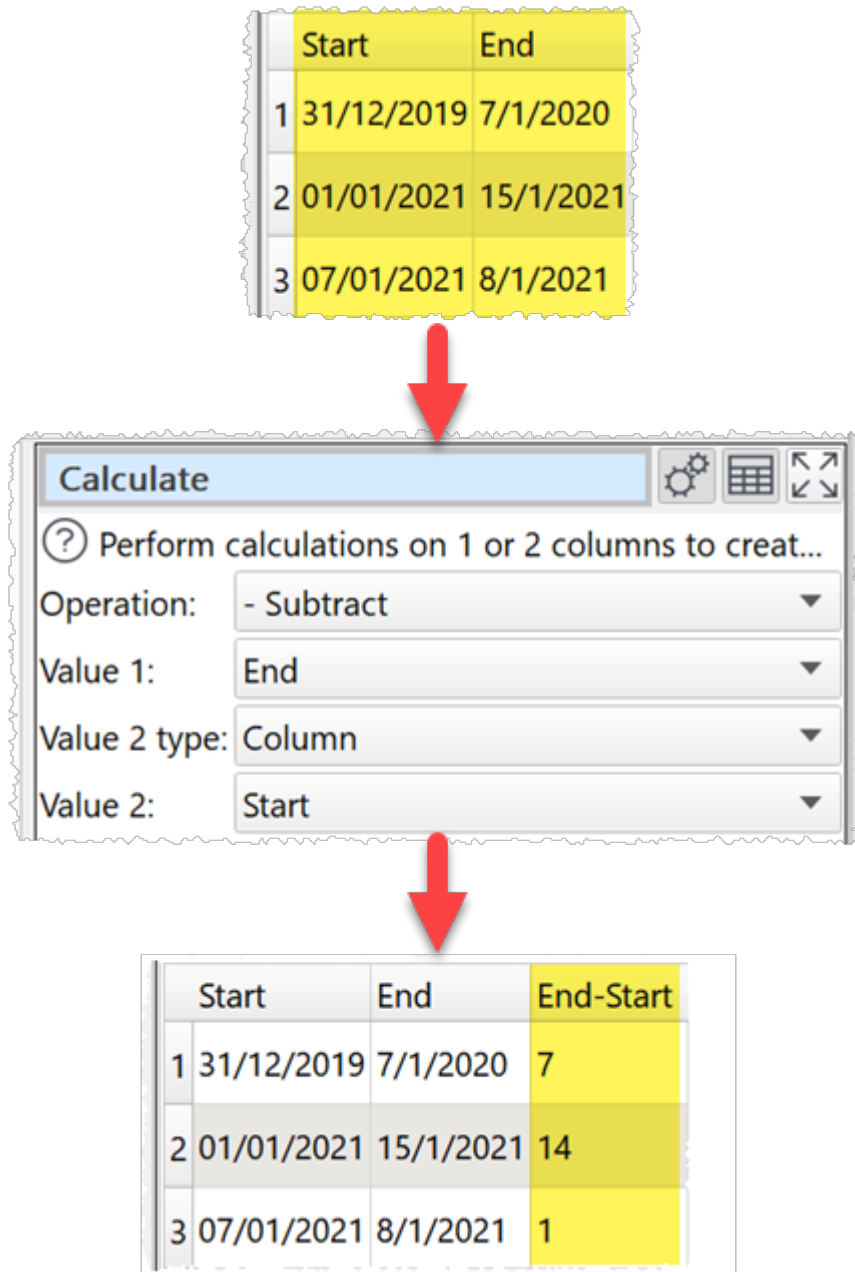 Start End
1 31/12/2019 7/1/2020
2 01/01/2021 15/1/2021
3 07/01/2021 8/1/2021
Calculate
? Perform calculations on 1 or 2 columns to creat...
Operation: - Subtract
Value 1: End
Value 2 type: Column
Value 2: Start
Start End End-Start
1 31/12/2019 7/1/2020 7
2 01/01/2021 15/1/2021 14
3 07/01/2021 8/1/2021 1